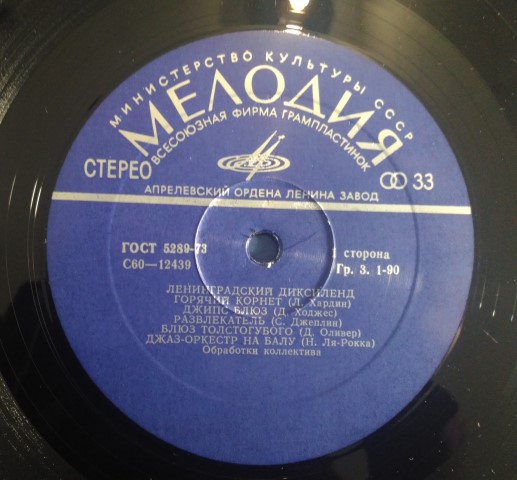 МИНИСТЕРСТВО КУЛЬТУРЫ СССР
МЕЛОДИЯ
ВСЕСОЮЗНАЯ ФИРМА ГРАМПЛАСТИНОК
СТЕРЕО
33
АПРЕЛЕВСКИЙ ОРДЕНА ЛЕНИНА ЗАВОД
ГОСТ 5289-73
С60—12439
сторона
Гр. 3. 1-90
ЛЕНИНГРАДСКИЙ ДИКСИЛЕНД
ГОРЯЧИЙ КОРНЕТ (Л. Хардин)
ДЖИПС БЛЮЗ (Д. Ходжес)
РАЗВЛЕКАТЕЛЬ (С. Джеплин)
БЛЮЗ ТОЛСТОГУБОГО (Д. Оливер)
ДЖАЗ-ОРКЕСТР НА БАЛУ (Н. Ля-Рокка)
Обработки коллектива